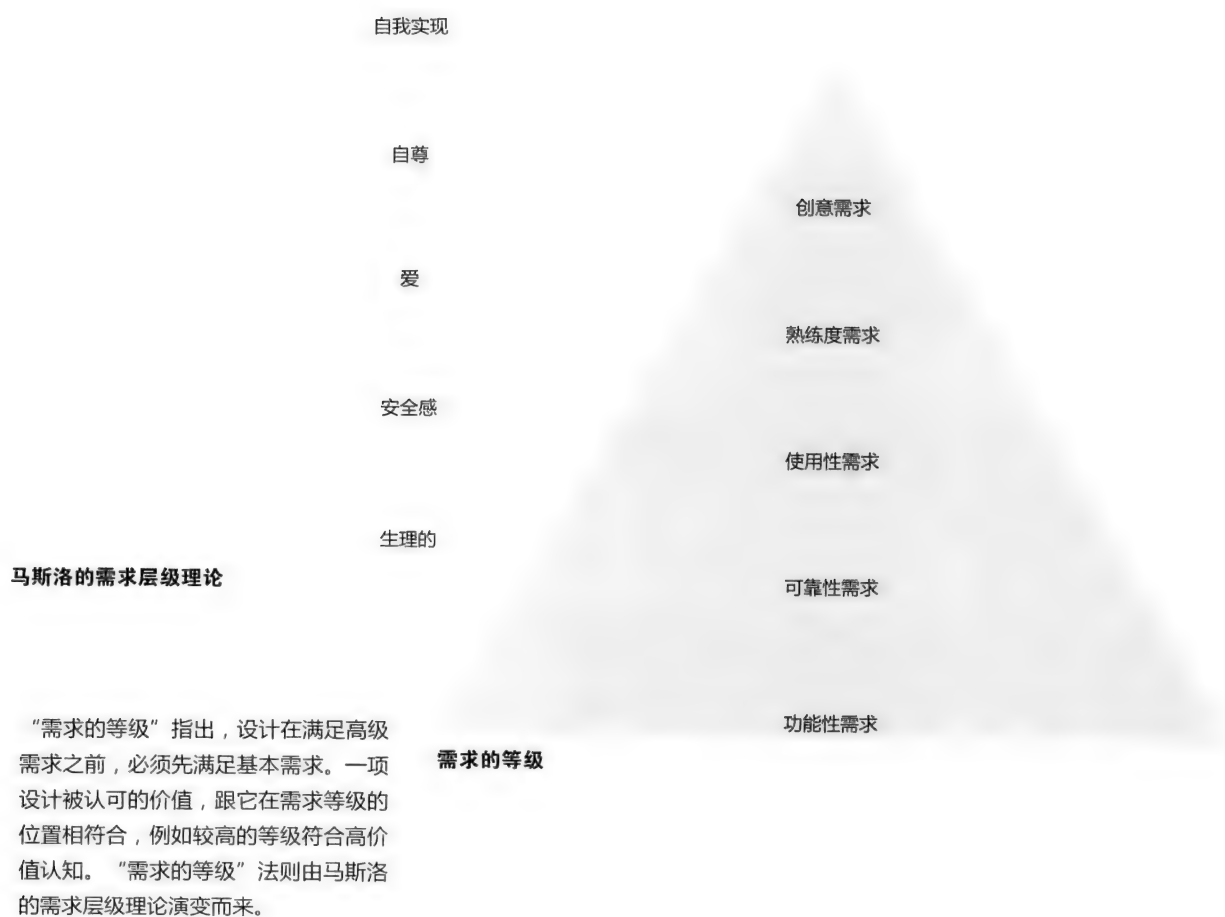 自我实现
自尊
爱
安全感
生理的
马斯洛的需求层级理论
创意需求
熟练度需求
使用性需求
可靠性需求
功能性需求
需求的等级
“需求的等级”指出，设计在满足高级
需求之前，必须先满足基本需求。一项
设计被认可的价值，跟它在需求等级的
位置相符合，例如较高的等级符合高价
值认知。“需求的等级”法则由马斯洛
的需求层级理论演变而来。